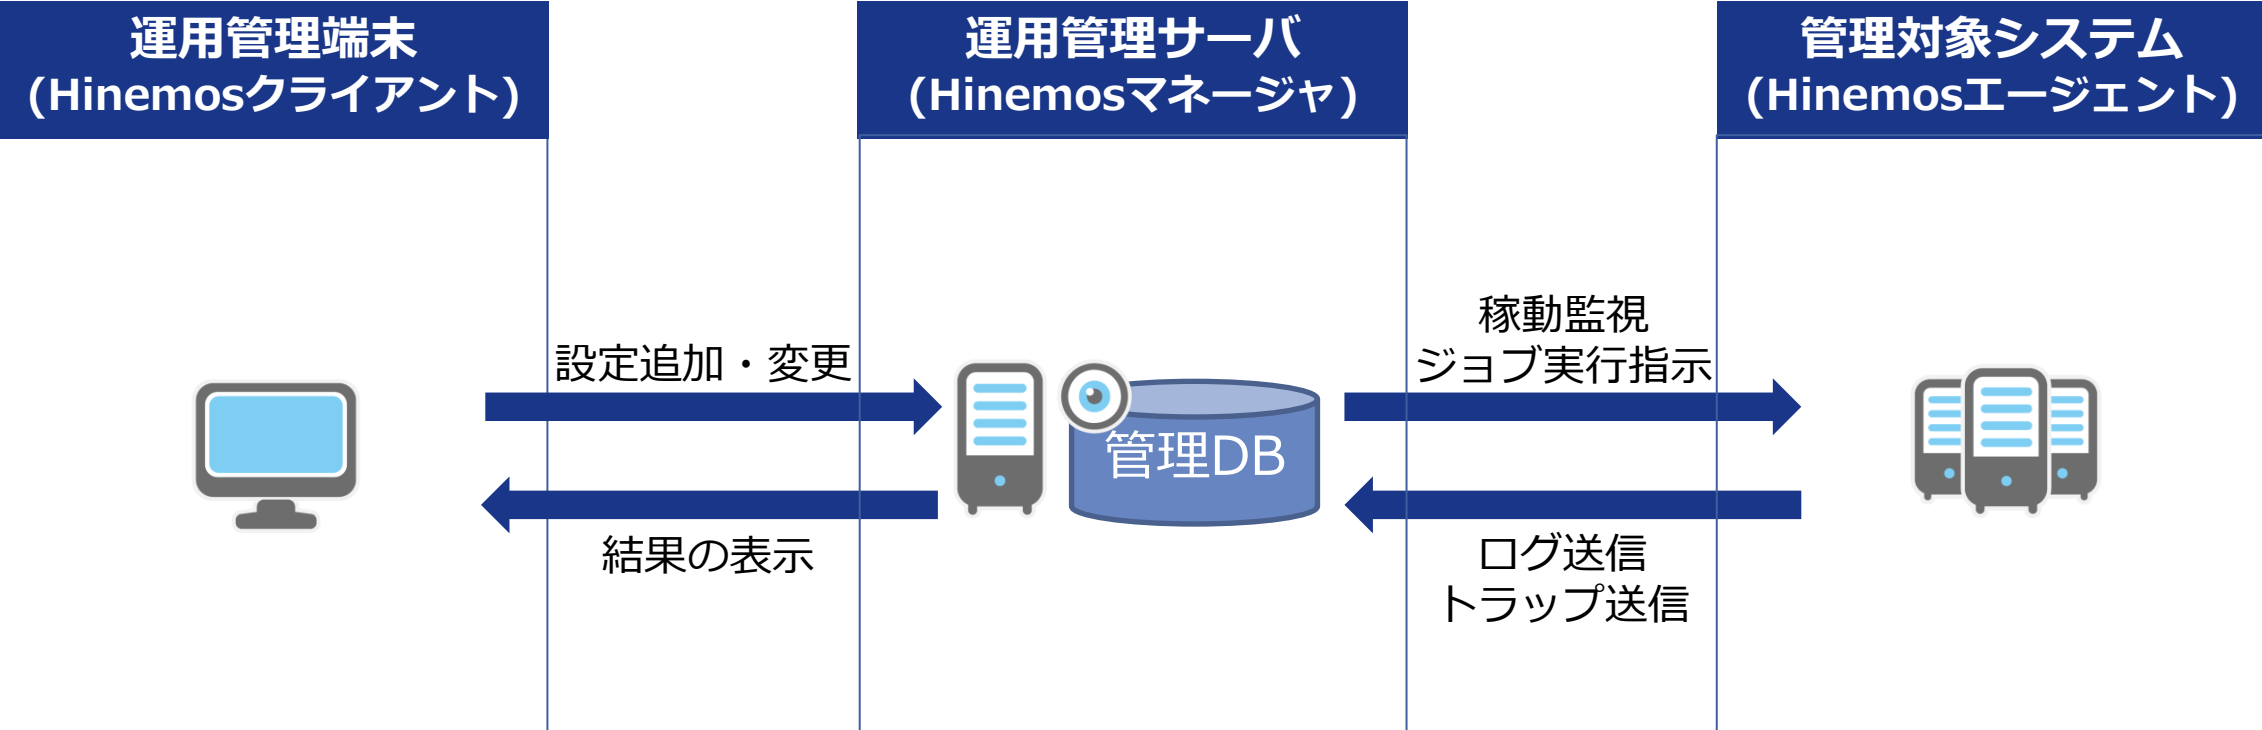 運用管理端末
(Hinemosクライアント)
運用管理サーバ
(Hinemosマネージャ)
管理対象システム
(Hinemosエージェント)
設定追加・変更
結果の表示
管理DB
稼動監視
ジョブ実行指示
ログ送信
トラップ送信